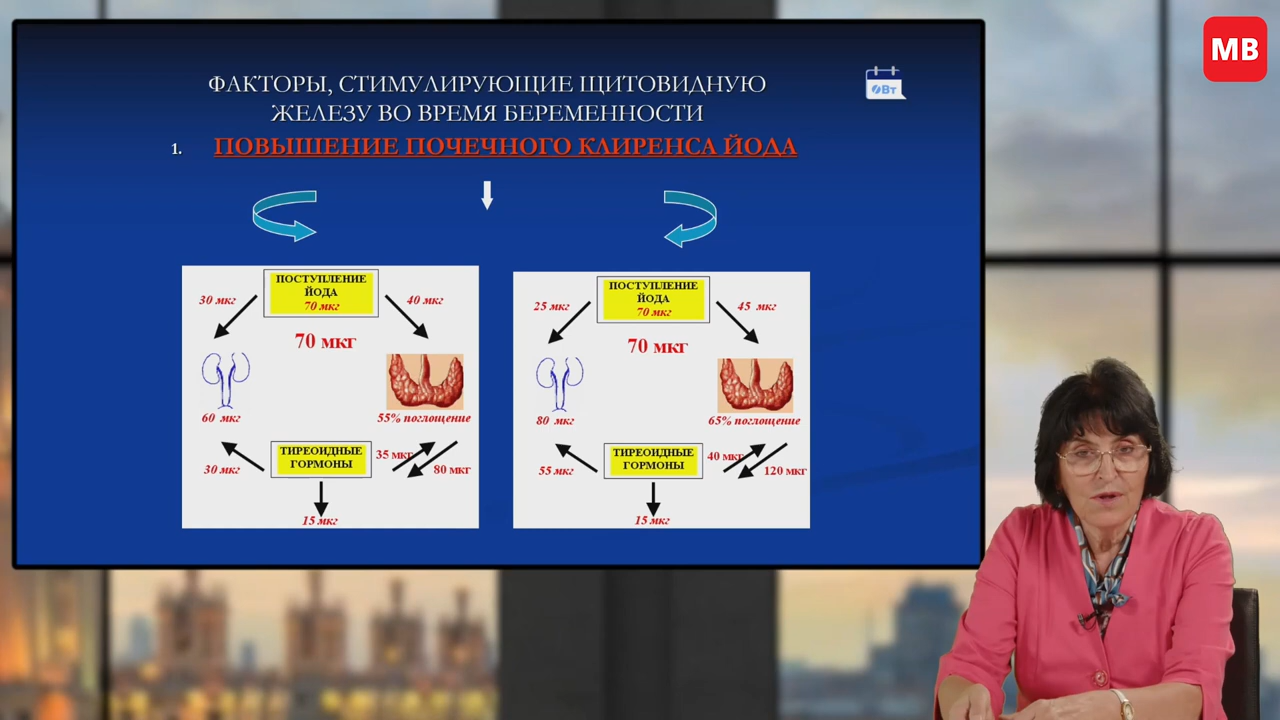 МВ
ФАКТОРЫ, СТИМУЛИРУЮЩИЕ ЩИТОВИДНУЮ
ЖЕЛЕЗУ ВО ВРЕМЯ БЕРЕМЕННОСТИ
Вт
1. ПОВЫШЕНИЕ ПОЧЕЧНОГО КЛИРЕНСА ЙОДА
ПОСТУПЛЕНИЕ
ЙОДА
70 мкг
30 мкг
40 мкг
70 мкг
60 мкг
55% поглощение
ТИРЕОИДНЫЕ
ГОРМОНЫ
35 мкг
30 мкг
80 мкг
15 мкг
ПОСТУПЛЕНИЕ
ЙОДА
70 мкг
25 мкг
45 мкг
70 мкг
80 мкг
65% поглощение
ТИРЕОИДНЫЕ
ГОРМОНЫ
40 мкг
55 мкг
120 мкг
15 мкг